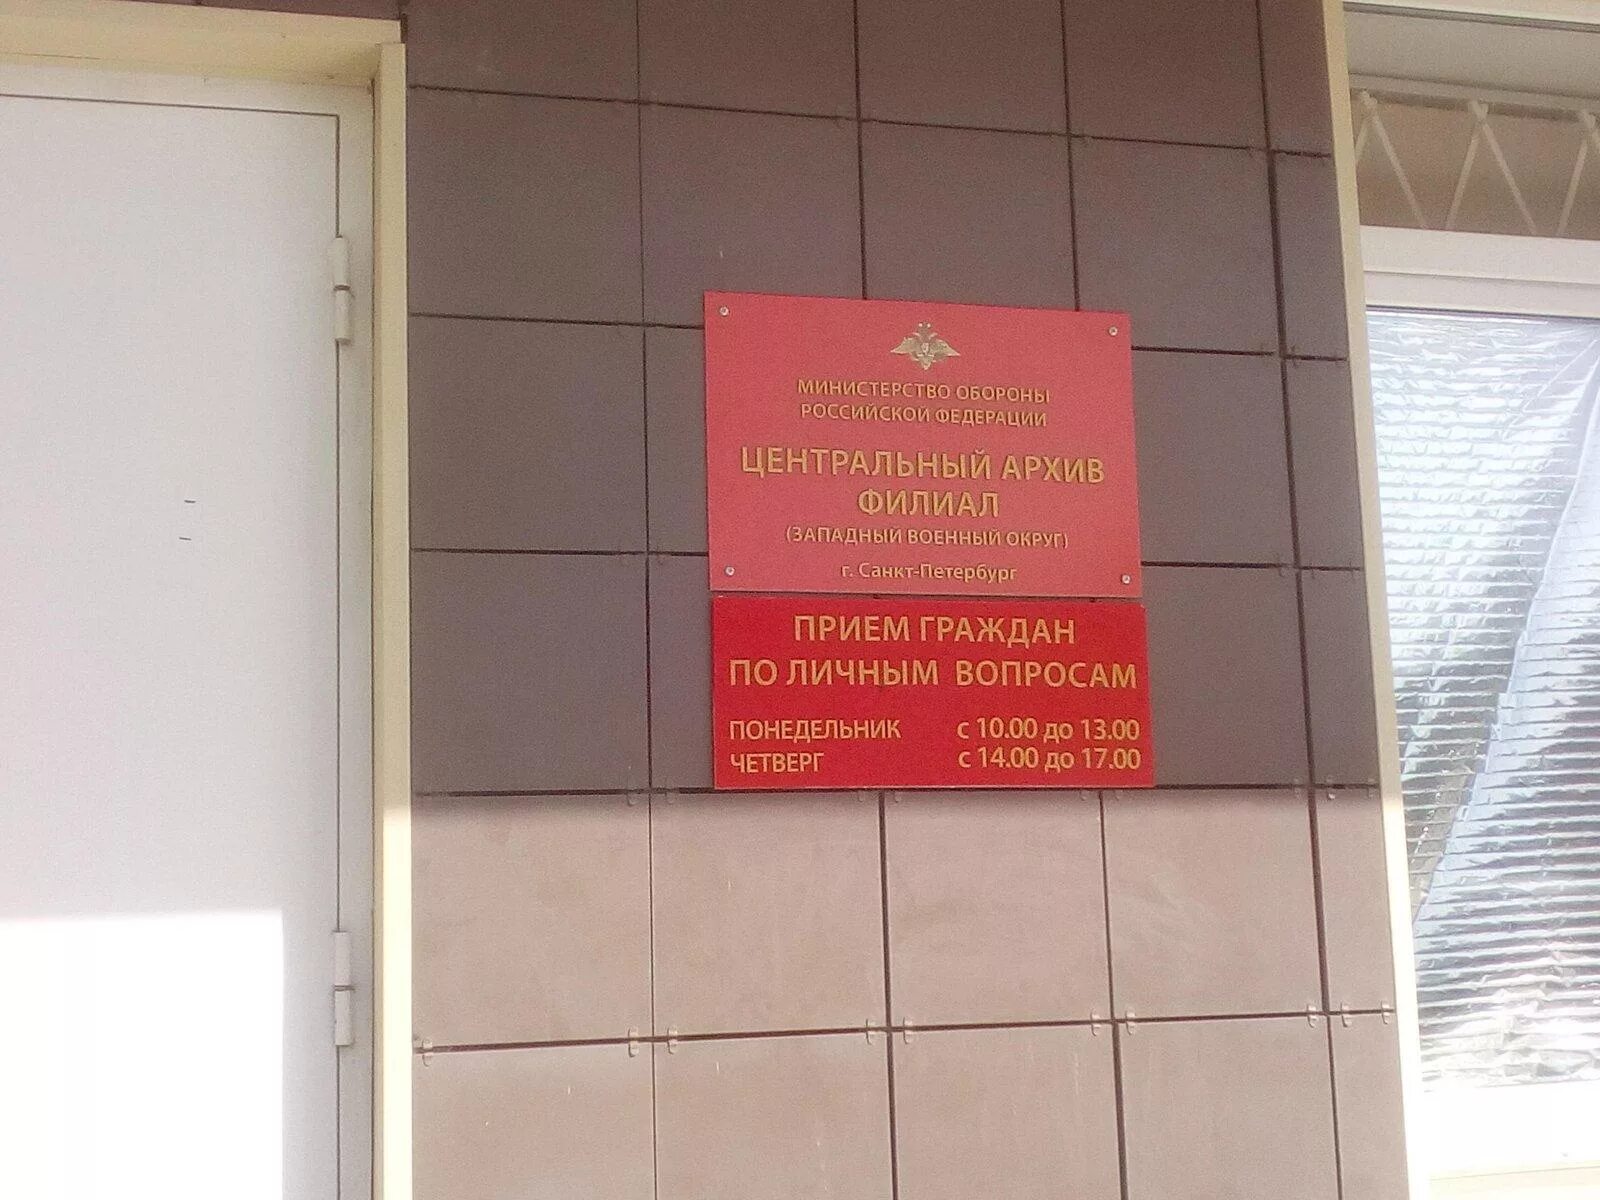 МИНИСТЕРСТВО ОБОРОНЫ
РОССИЙСКОЙ ФЕДЕРАЦИИ
ЦЕНТРАЛЬНЫЙ АРХИВ
ФИЛИАЛ
(ЗАПАДНЫЙ ВОЕННЫЙ ОКРУГ)
г. Санкт-Петербург
ПРИЕМ ГРАЖДАН
ПО ЛИЧНЫМ ВОПРОСАМ
ПОНЕДЕЛЬНИК с 10.00 до 13.00
ЧЕТВЕРГ с 14.00 до 17.00